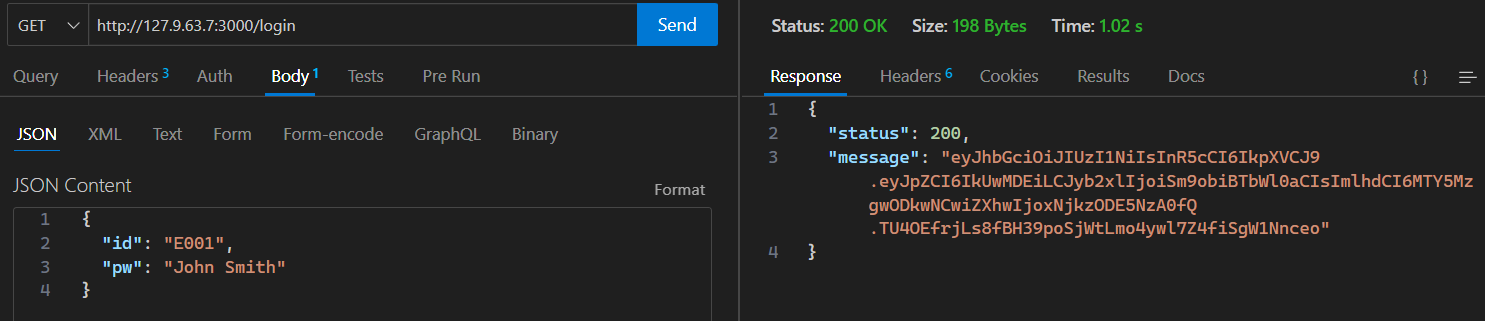 GET http://127.9.63.7:3000/login Send
Status: 200 OK Size: 198 Bytes Time: 1.02 s
Query Headers 3 Auth Body 1 Tests Pre Run
Response Headers 6 Cookies Results Docs {}
JSON XML Text Form Form-encode GraphQL Binary
JSON Content Format
1 {
2 "id": "E001",
3 "pw": "John Smith"
4 }
1 {
2 "status": 200,
3 "message": "eyJhbGciOiJIUzI1NiIsInR5cCI6IkpXVCJ9
.eyJpZCI6IkUwMDEiLCJyb2xlIjoiSm9obiBTbWl0aCIsImlhdCI6MTY5Mz
gwODkwNCwiZXhwIjoxNjkzODE5NzA0fQ
.TU4OEfrjLs8fBH39poSjWtLmo4ywl7Z4fiSgW1Nnceo"
4 }